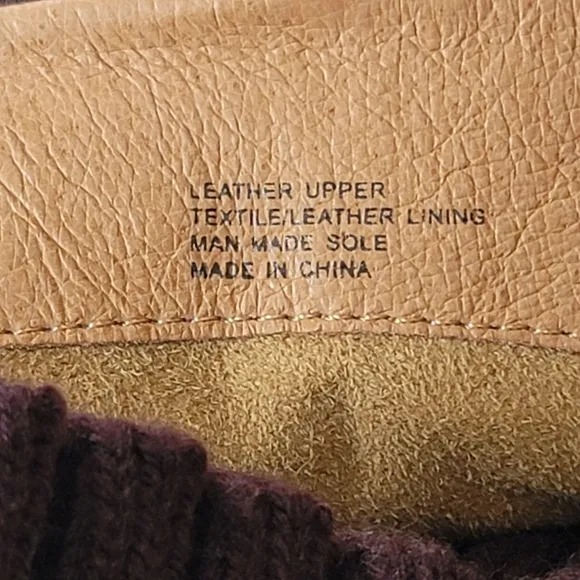 LEATHER UPPER
TEXTILE/LEATHER LINING
MAN MADE SOLE
MADE IN CHINA